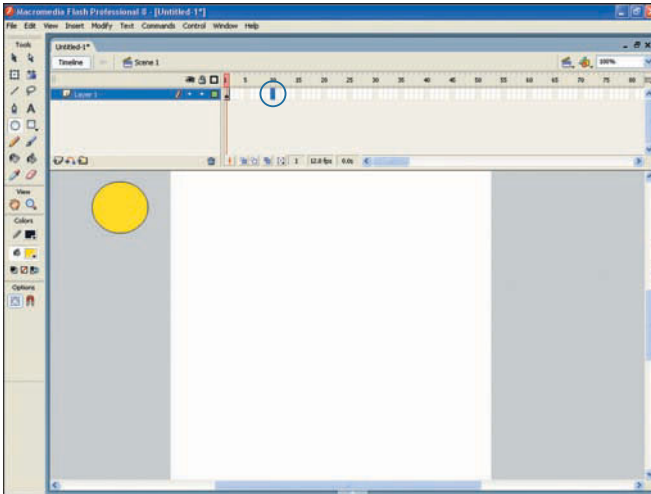 Macromedia Flash Professional 8 - [Untitled-1*]
File Edit View Insert Modify Text Commands Control Window Help
Tools
Untitled-1*
Timeline
Scene 1
100%
1 5 10 15 20 25 30 35 40 45 50 55 60 65 70 75 80
Layer 1
1 12.0 fps 0.0s
View
Colors
Options